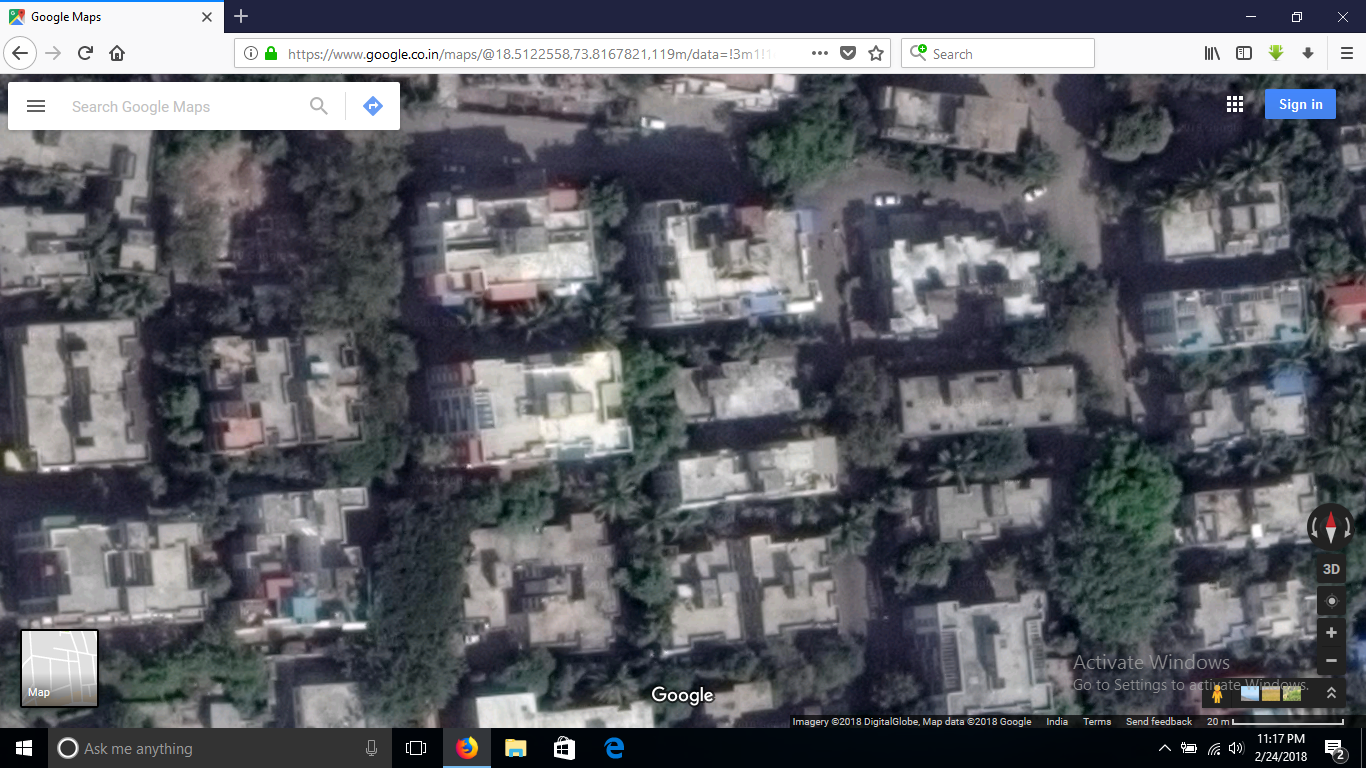 Google Maps
https://www.google.co.in/maps/@18.5122558,73.8167821,119m/data=!3m1!1
Search
Search Google Maps
Sign in
3D
Map
Google
Activate Windows
Go to Settings to activate Windows.
Imagery ©2018 DigitalGlobe, Map data ©2018 Google India Terms Send feedback 20 m
Ask me anything
11:17 PM
2/24/2018
2